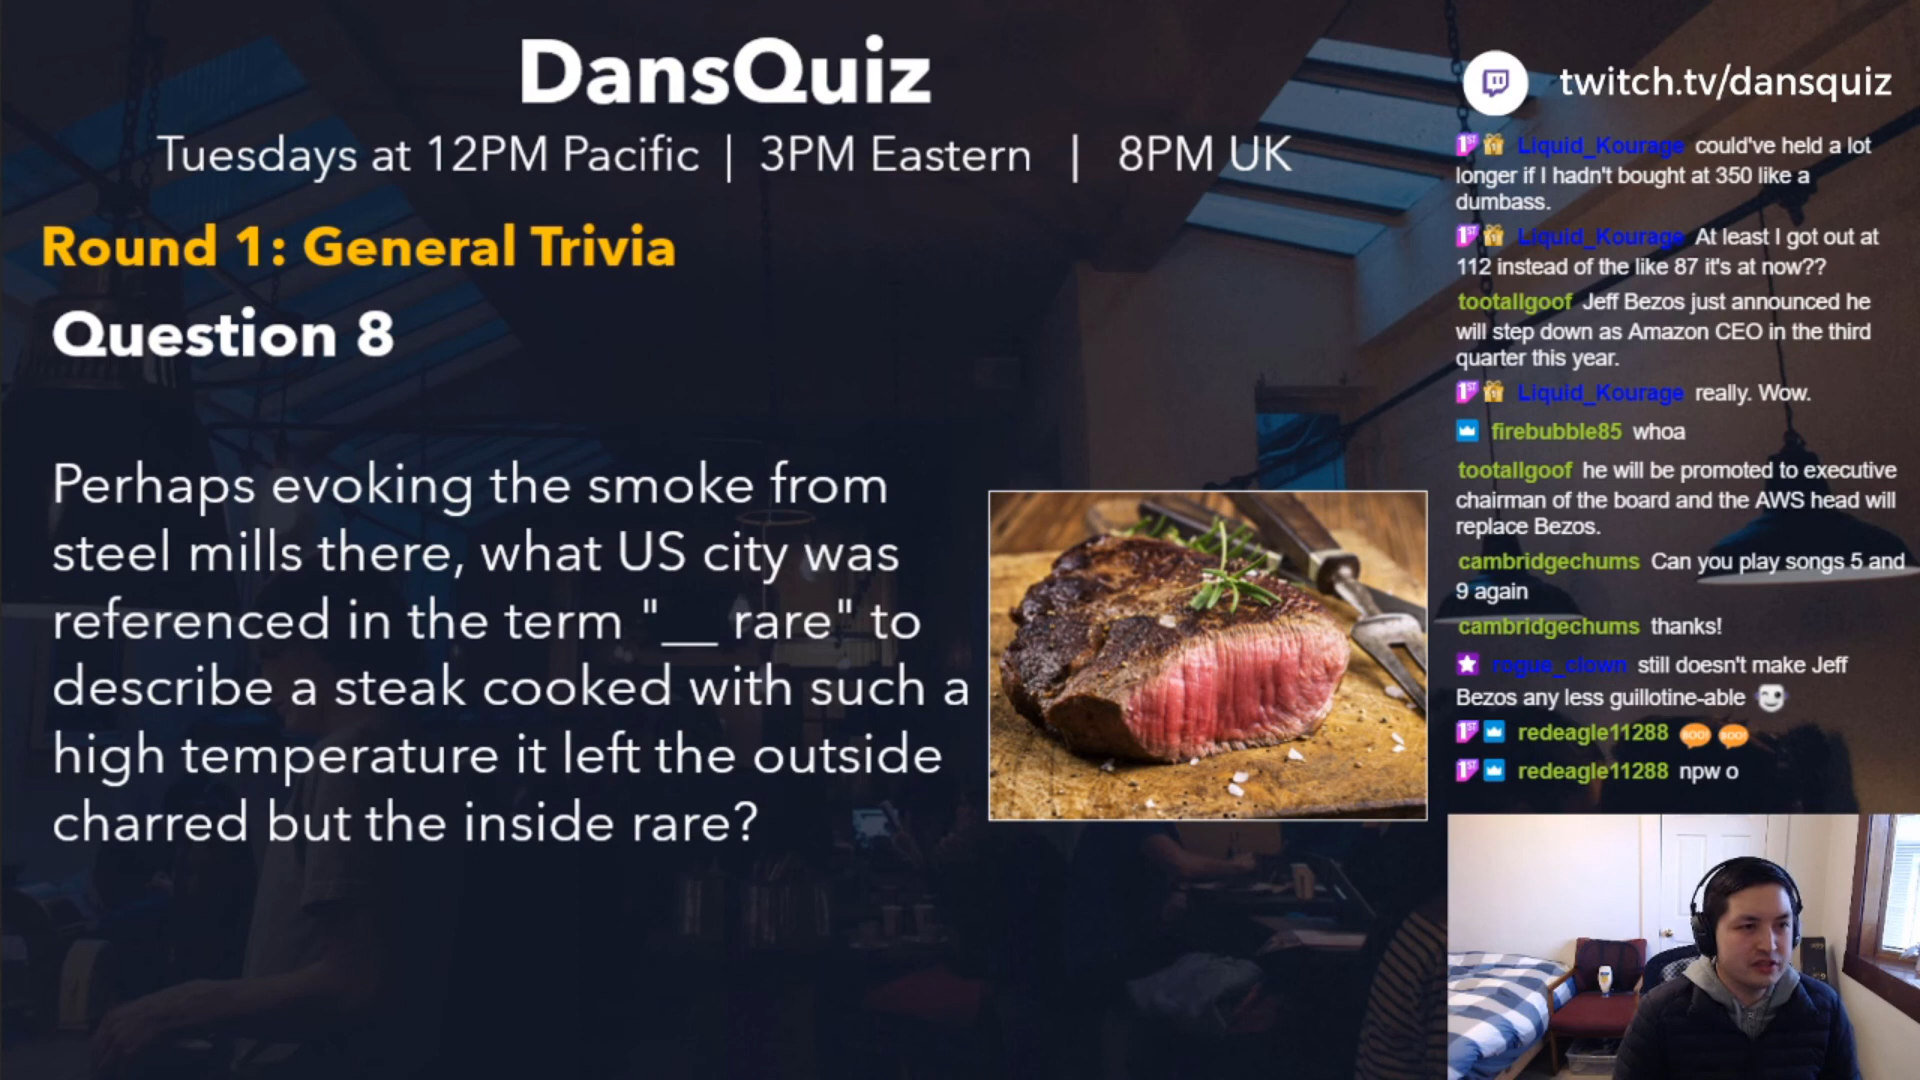 DansQuiz
Tuesdays at 12PM Pacific | 3PM Eastern | 8PM UK
Round 1: General Trivia
Question 8
Perhaps evoking the smoke from
steel mills there, what US city was
referenced in the term "__ rare" to
describe a steak cooked with such a
high temperature it left the outside
charred but the inside rare?
twitch.tv/dansquiz
1ST Liquid_Kourage could've held a lot
longer if I hadn't bought at 350 like a
dumbass.
1ST Liquid_Kourage At least I got out at
112 instead of the like 87 it's at now??
tootallgoof Jeff Bezos just announced he
will step down as Amazon CEO in the third
quarter this year.
1ST Liquid_Kourage really. Wow.
firebubble85 whoa
tootallgoof he will be promoted to executive
chairman of the board and the AWS head will
replace Bezos.
cambridgechums Can you play songs 5 and
9 again
cambridgechums thanks!
rogue_clown still doesn't make Jeff
Bezos any less guillotine-able
1ST redeagle11288 BOO! BOO!
1ST redeagle11288 npw o